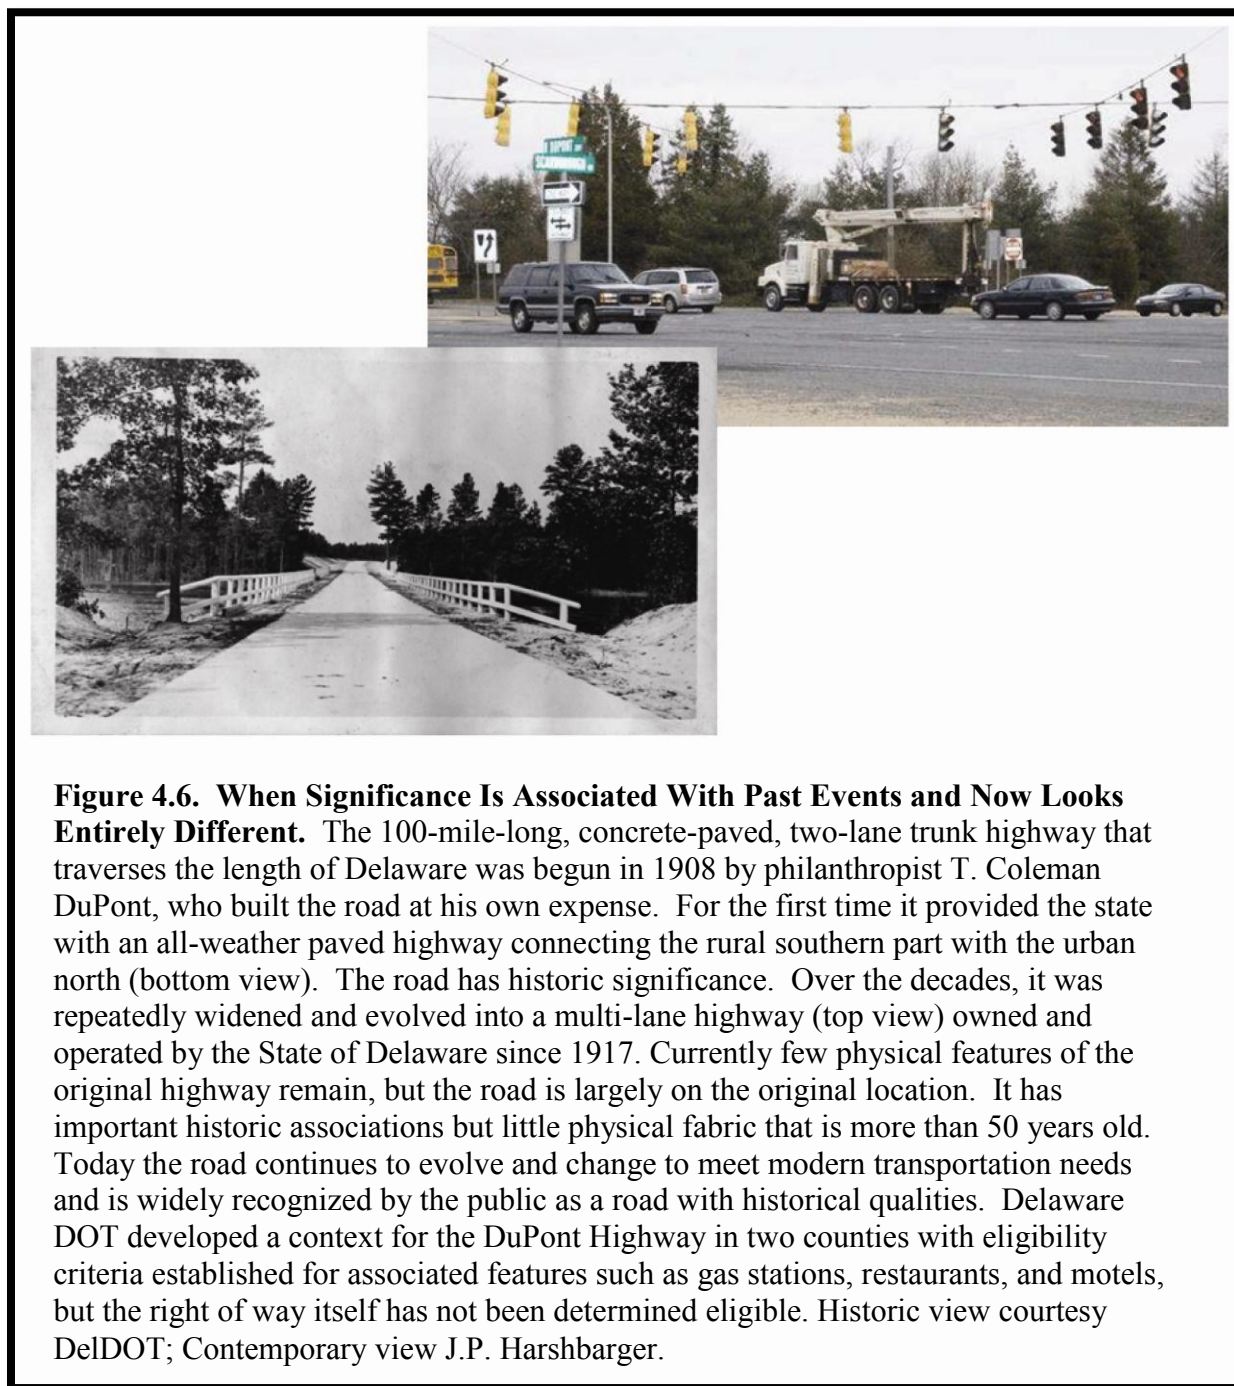 N DUPONT
SCARBOROUGH
Figure 4.6. When Significance Is Associated With Past Events and Now Looks
Entirely Different. The 100-mile-long, concrete-paved, two-lane trunk highway that
traverses the length of Delaware was begun in 1908 by philanthropist T. Coleman
DuPont, who built the road at his own expense. For the first time it provided the state
with an all-weather paved highway connecting the rural southern part with the urban
north (bottom view). The road has historic significance. Over the decades, it was
repeatedly widened and evolved into a multi-lane highway (top view) owned and
operated by the State of Delaware since 1917. Currently few physical features of the
original highway remain, but the road is largely on the original location. It has
important historic associations but little physical fabric that is more than 50 years old.
Today the road continues to evolve and change to meet modern transportation needs
and is widely recognized by the public as a road with historical qualities. Delaware
DOT developed a context for the DuPont Highway in two counties with eligibility
criteria established for associated features such as gas stations, restaurants, and motels,
but the right of way itself has not been determined eligible. Historic view courtesy
DelDOT; Contemporary view J.P. Harshbarger.